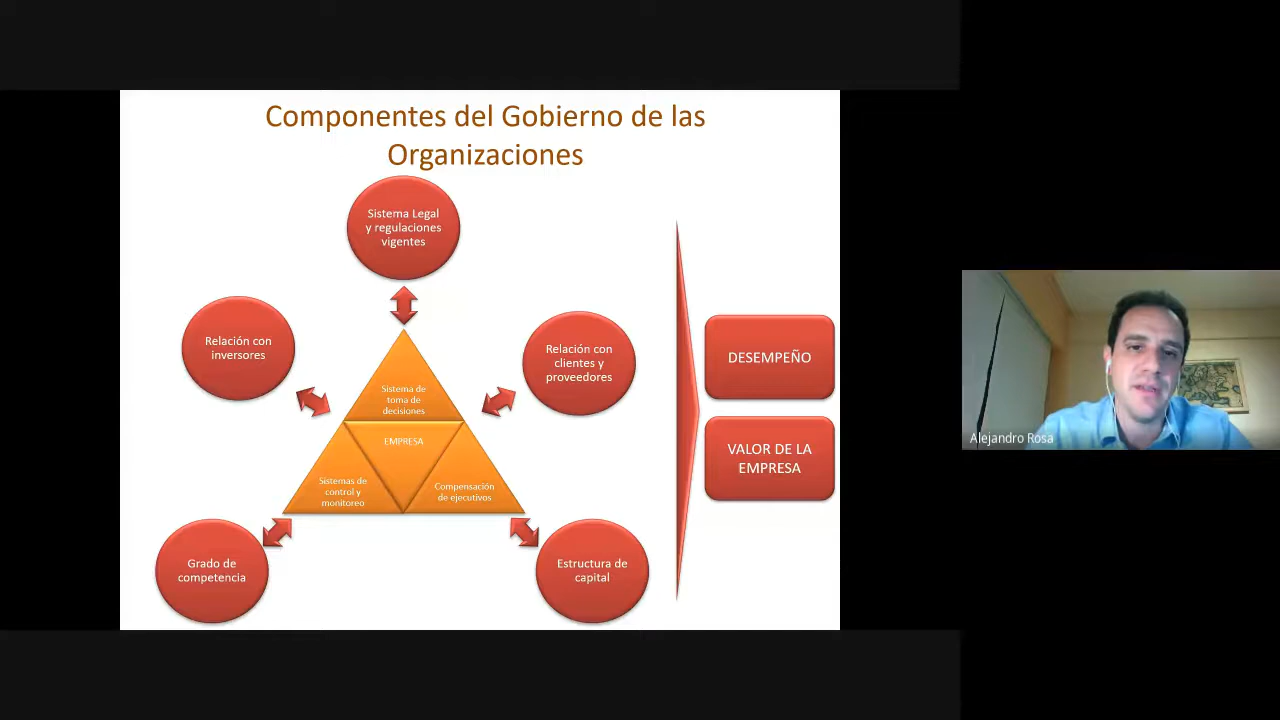 Componentes del Gobierno de las
Organizaciones
Sistema Legal
y regulaciones
vigentes
Relación con
inversores
Relación con
clientes y
proveedores
Sistema de
toma de
decisiones
EMPRESA
Sistemas de
control y
monitoreo
Compensación
de ejecutivos
Grado de
competencia
Estructura de
capital
DESEMPEÑO
VALOR DE LA
EMPRESA
Alejandro Rosa